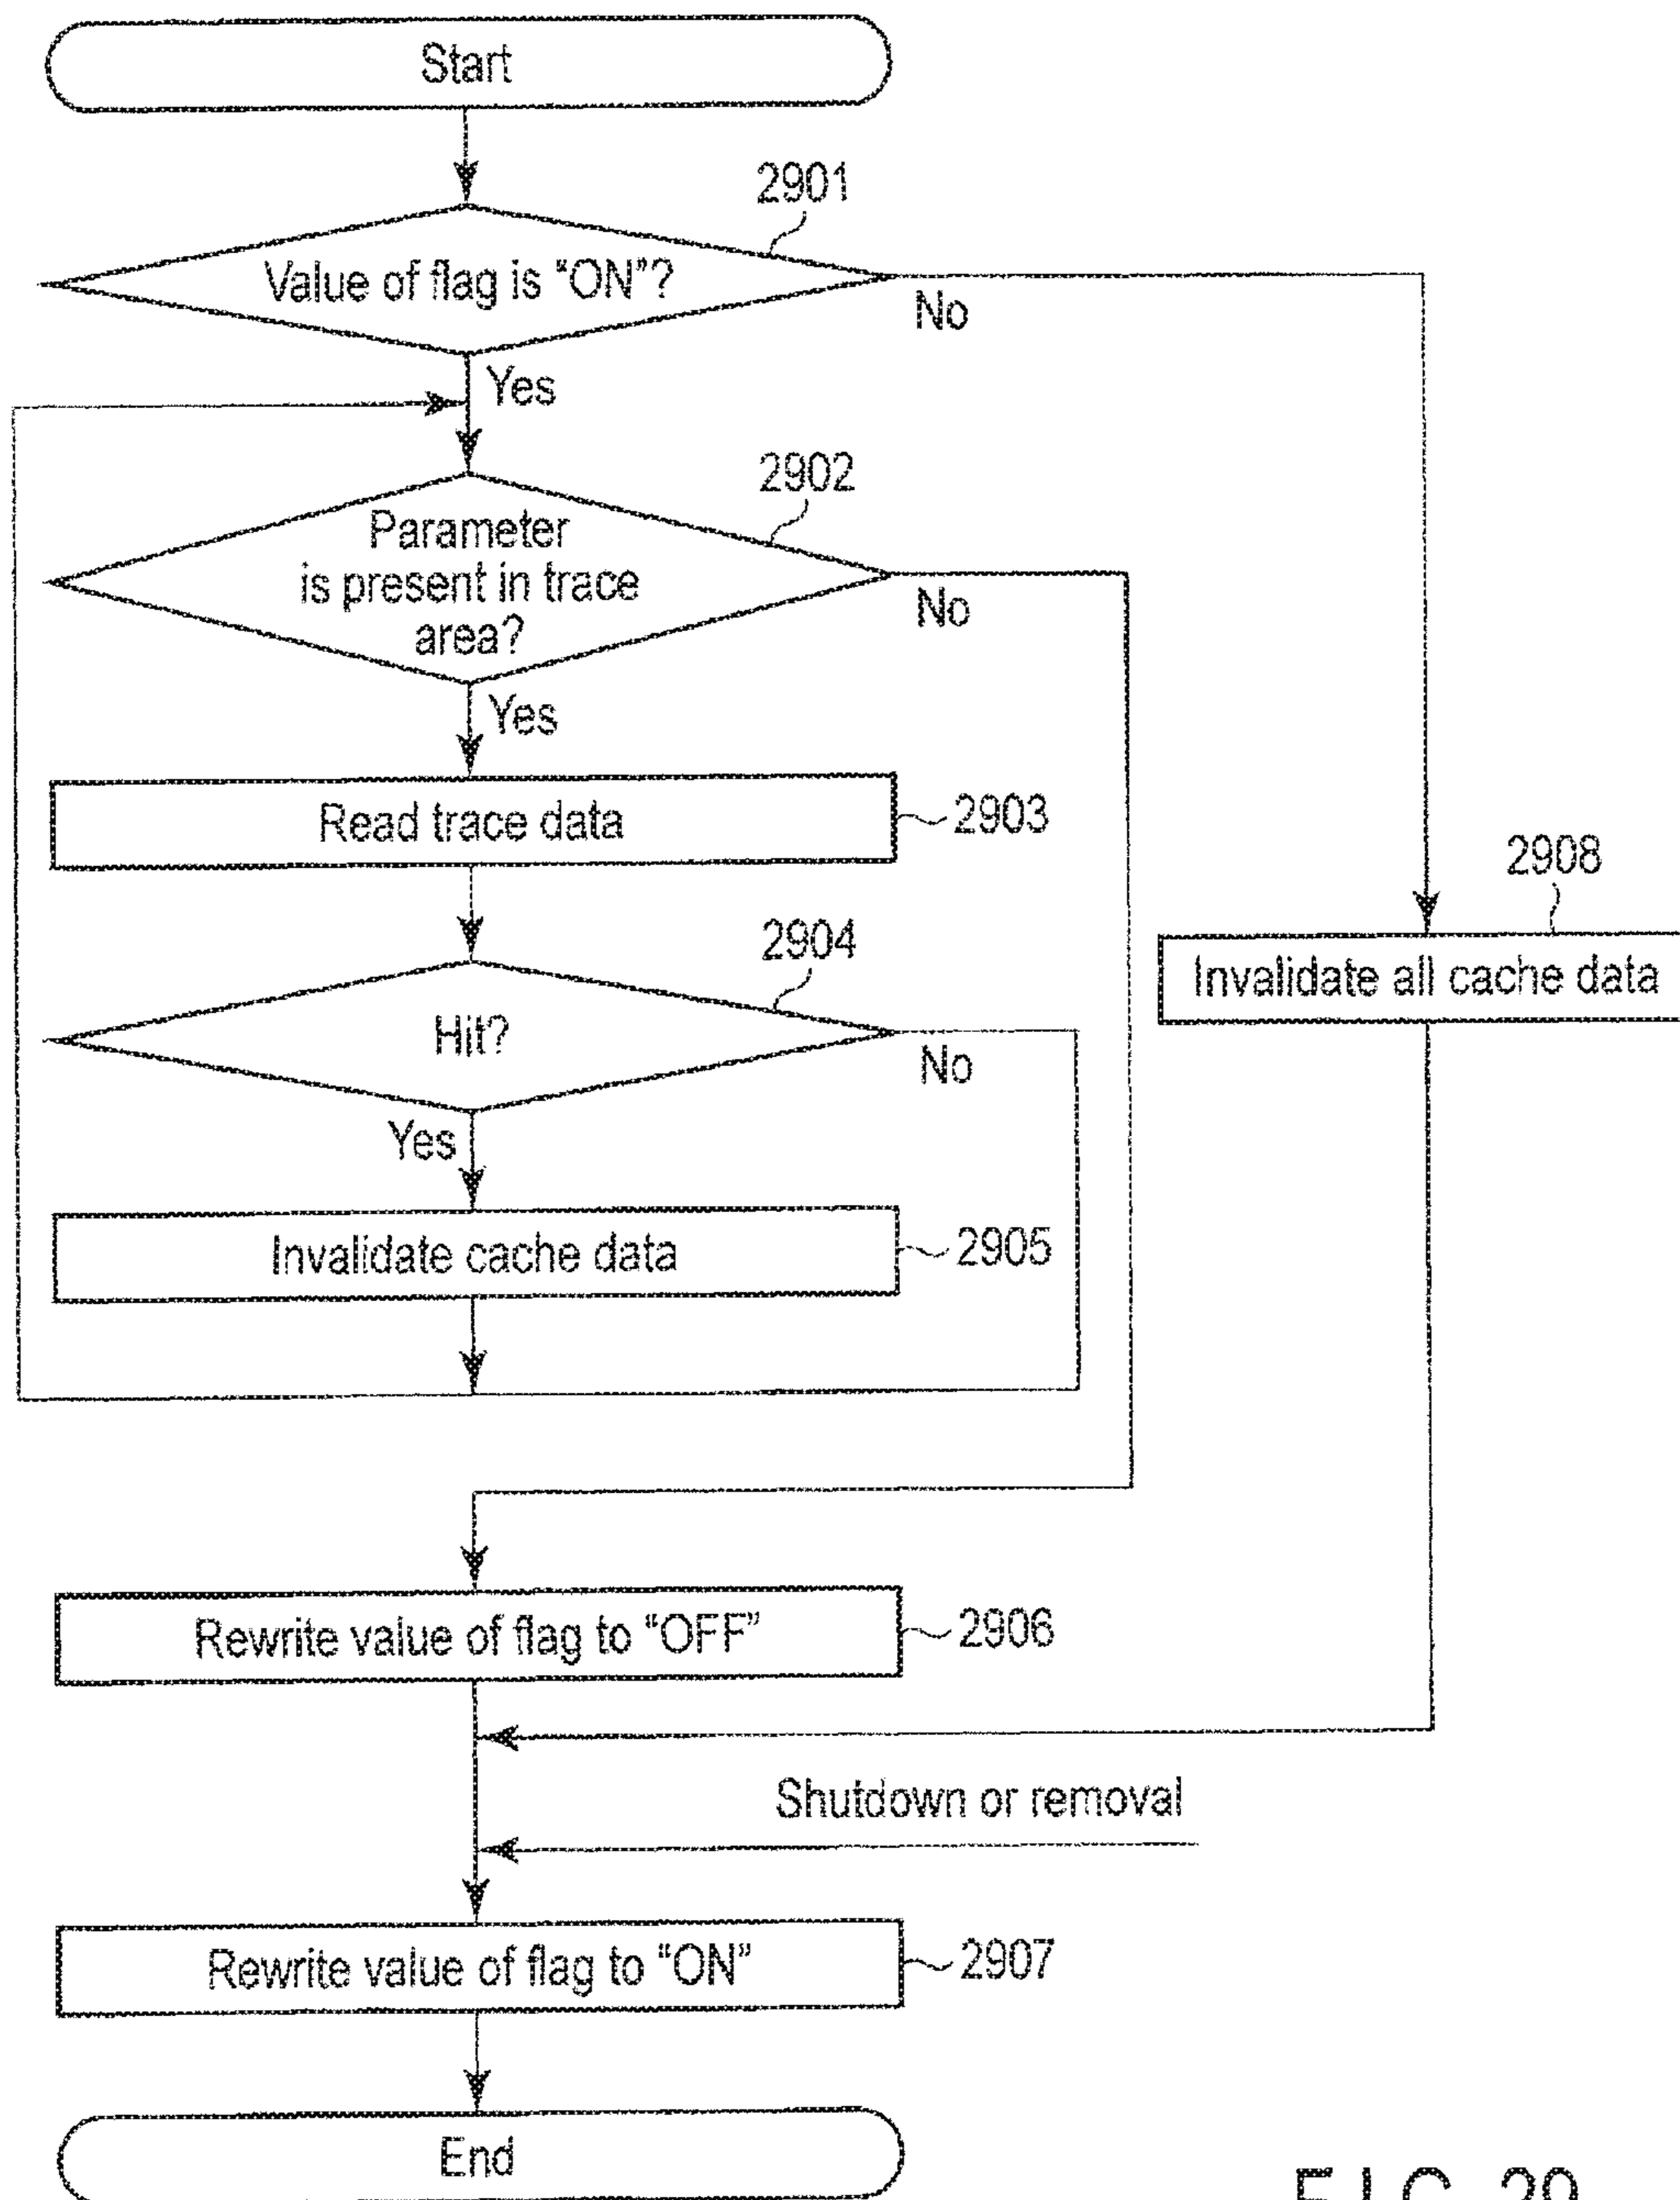 Start
2901
Value of flag is "ON"?
No
Yes
2902
Parameter
is present in trace
area?
No
Yes
Read trace data
2903
2904
Hit?
No
Yes
Invalidate cache data
2905
2908
Invalidate all cache data
Rewrite value of flag to "OFF"
2906
Shutdown or removal
Rewrite value of flag to "ON"
2907
End
FIG. 29